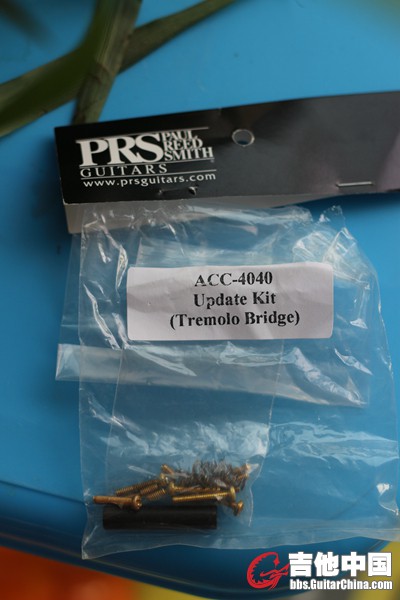 PRS PAUL
REED
SMITH
GUITARS
www.prsguitars.com
ACC-4040
Update Kit
(Tremolo Bridge)
吉他中国
bbs.GuitarChina.com